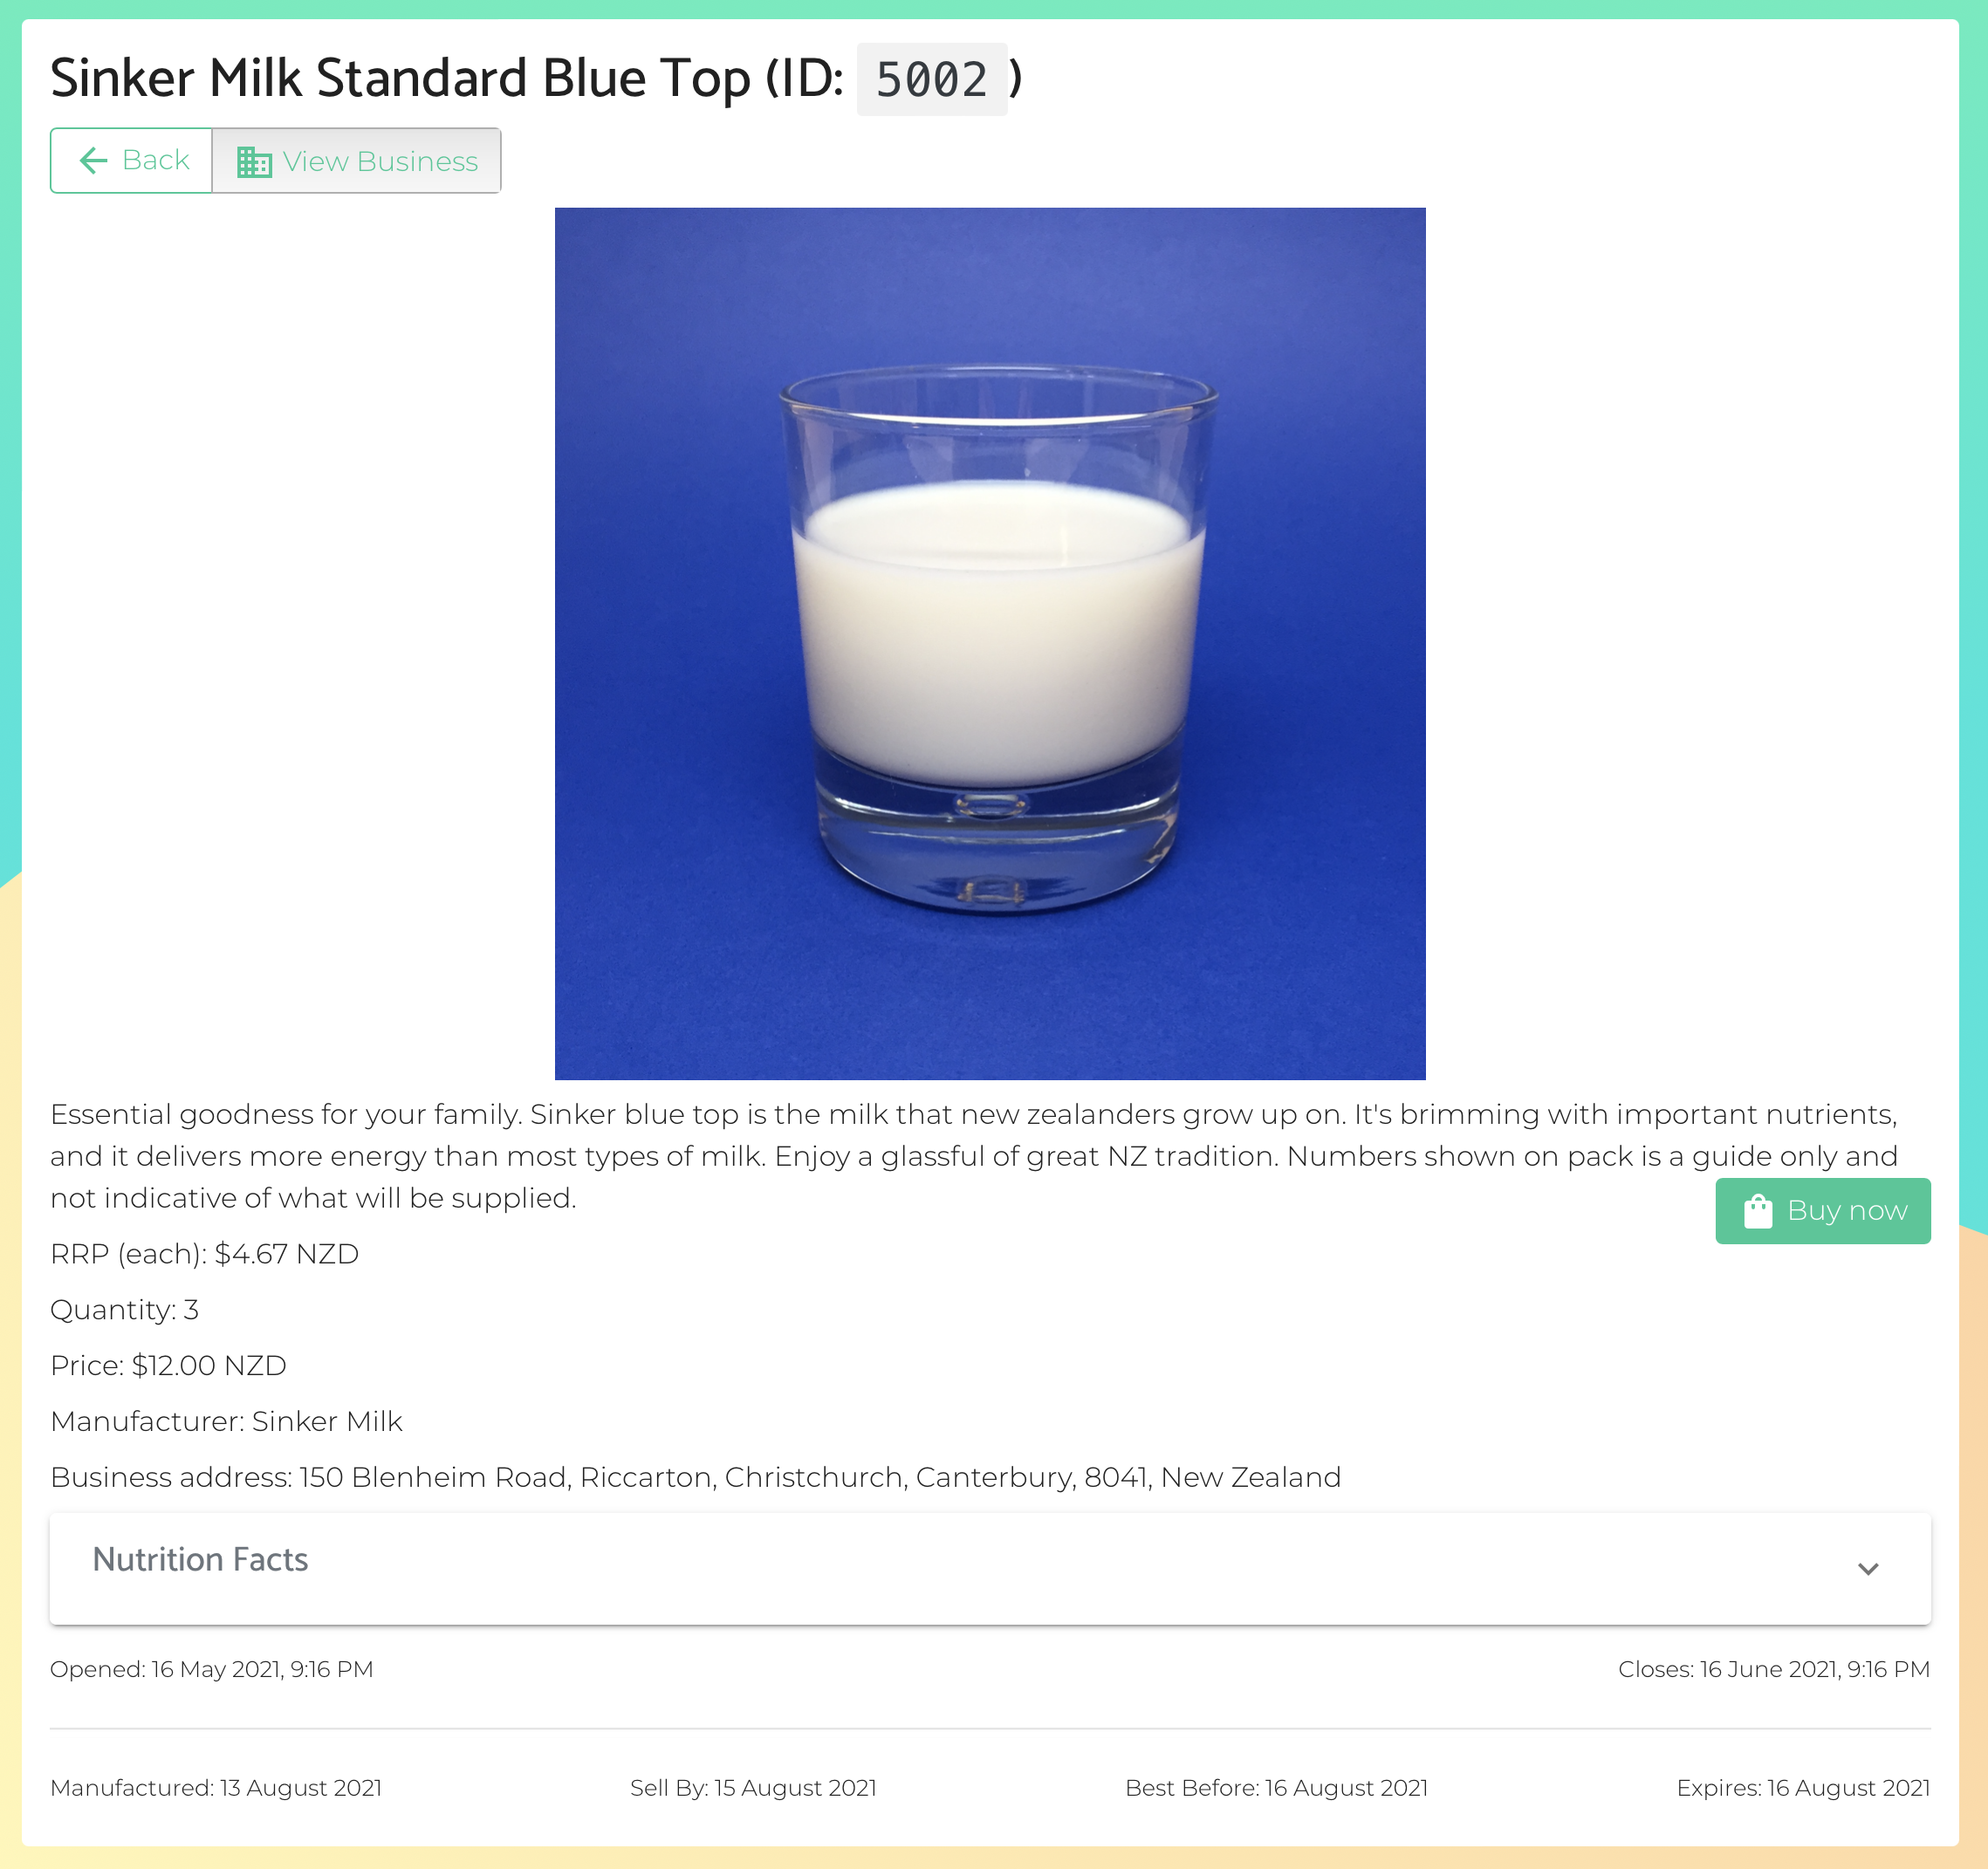 Sinker Milk Standard Blue Top (ID: 5002 )
Back
View Business
Essential goodness for your family. Sinker blue top is the milk that new zealanders grow up on. It's brimming with important nutrients,
and it delivers more energy than most types of milk. Enjoy a glassful of great NZ tradition. Numbers shown on pack is a guide only and
not indicative of what will be supplied.
Buy now
RRP (each): $4.67 NZD
Quantity: 3
Price: $12.00 NZD
Manufacturer: Sinker Milk
Business address: 150 Blenheim Road, Riccarton, Christchurch, Canterbury, 8041, New Zealand
Nutrition Facts
Opened: 16 May 2021, 9:16 PM
Closes: 16 June 2021, 9:16 PM
Manufactured: 13 August 2021
Sell By: 15 August 2021
Best Before: 16 August 2021
Expires: 16 August 2021